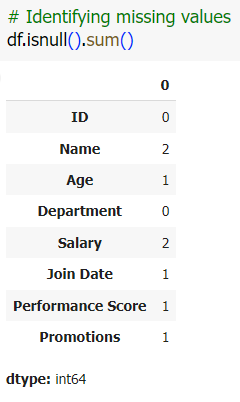 # Identifying missing values
df.isnull().sum()
0
ID 0
Name 2
Age 1
Department 0
Salary 2
Join Date 1
Performance Score 1
Promotions 1
dtype: int64